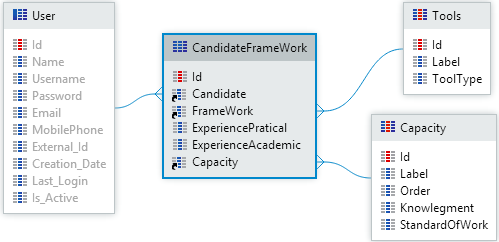 User
Id
Name
Username
Password
Email
MobilePhone
External_Id
Creation_Date
Last_Login
Is_Active
CandidateFrameWork
Id
Candidate
FrameWork
ExperiencePratical
ExperienceAcademic
Capacity
Tools
Id
Label
ToolType
Capacity
Id
Label
Order
Knowlegment
StandardOfWork